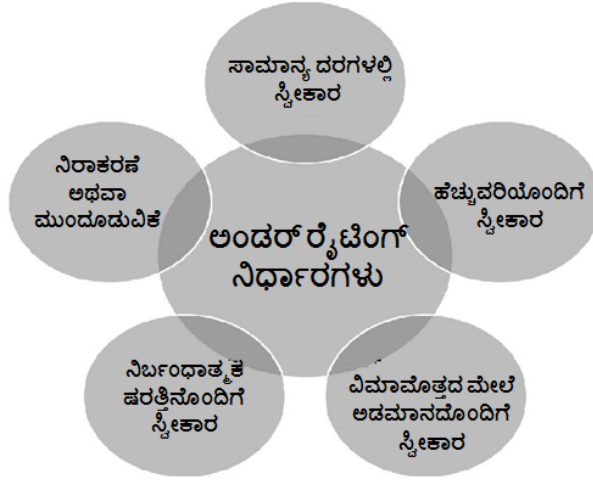 ಸಾಮಾನ್ಯ ದರಗಳಲ್ಲಿ
ಸ್ವೀಕಾರ
ಹೆಚ್ಚುವರಿಯೊಂದಿಗೆ
ಸ್ವೀಕಾರ
ವಿಮಾಮೊತ್ತದ ಮೇಲೆ
ಅಡಮಾನದೊಂದಿಗೆ
ಸ್ವೀಕಾರ
ನಿರ್ಬಂಧಾತ್ಮಕ
ಷರತ್ತಿನೊಂದಿಗೆ
ಸ್ವೀಕಾರ
ನಿರಾಕರಣೆ
ಅಥವಾ
ಮುಂದೂಡುವಿಕೆ
ಅಂಡರ್ ರೈಟಿಂಗ್
ನಿರ್ಧಾರಗಳು